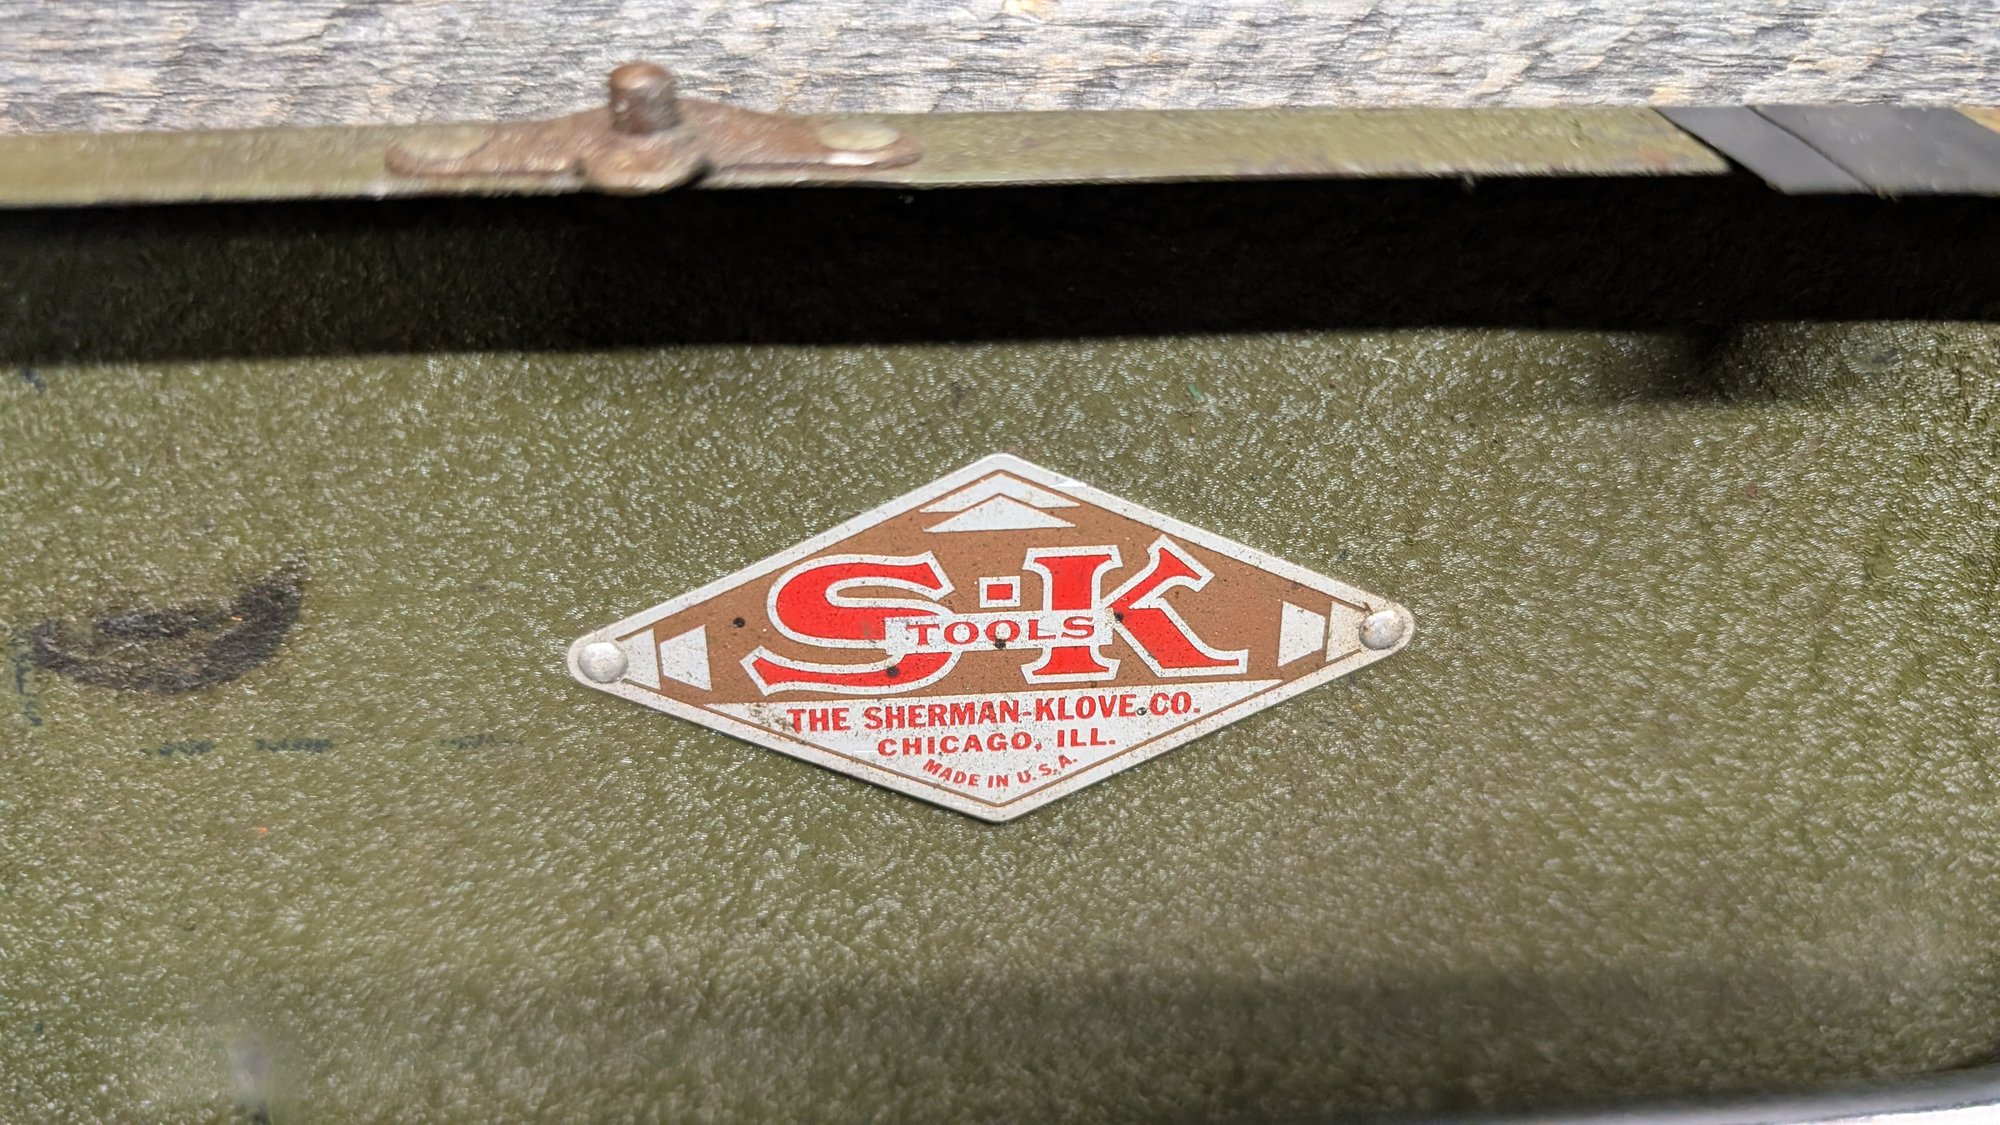 S-K
TOOLS
THE SHERMAN-KLOVE CO.
CHICAGO, ILL.
MADE IN U.S.A.